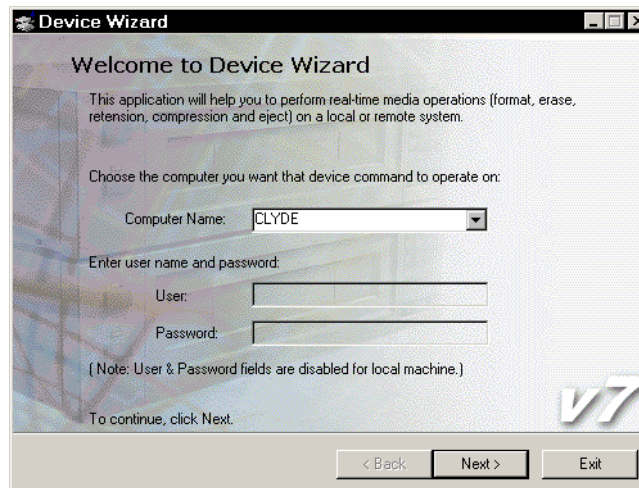 Device Wizard
Welcome to Device Wizard
This application will help you to perform real-time media operations (format, erase,
retension, compression and eject) on a local or remote system.
Choose the computer you want that device command to operate on:
Computer Name: CLYDE
Enter user name and password:
User:
Password:
( Note: User & Password fields are disabled for local machine.)
v7
To continue, click Next.
< Back Next > Exit